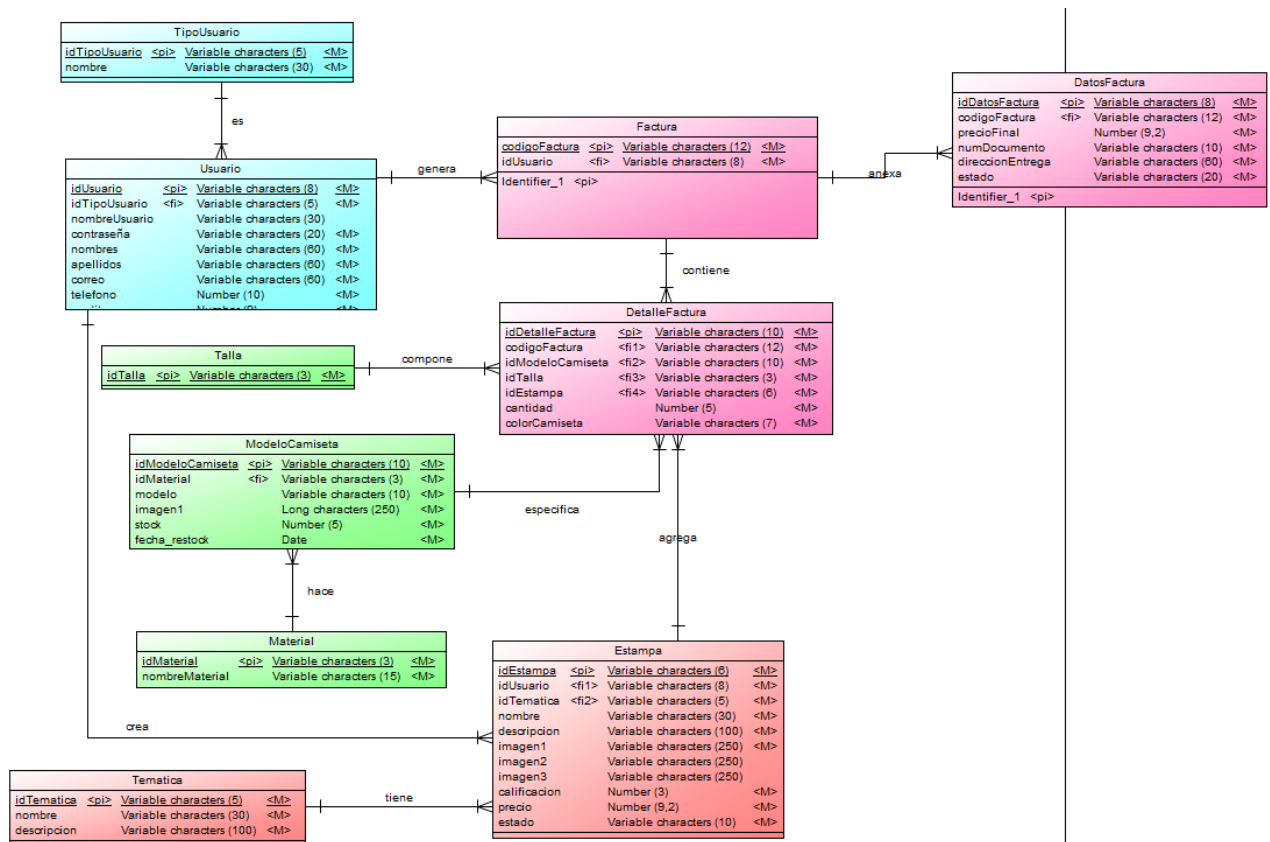 TipoUsuario
idTipoUsuario <pi> Variable characters (5) <M>
nombre Variable characters (30) <M>
es
Usuario
idUsuario <pi> Variable characters (8) <M>
idTipoUsuario <fi> Variable characters (5) <M>
nombreUsuario Variable characters (30)
contraseña Variable characters (20) <M>
nombres Variable characters (60) <M>
apellidos Variable characters (60) <M>
correo Variable characters (60) <M>
telefono Number (10) <M>
genera
Factura
codigoFactura <pi> Variable characters (12) <M>
idUsuario <fi> Variable characters (8) <M>
Identifier_1 <pi>
anexa
DatosFactura
idDatosFactura <pi> Variable characters (8) <M>
codigoFactura <fi> Variable characters (12) <M>
precioFinal Number (9,2) <M>
numDocumento Variable characters (10) <M>
direccionEntrega Variable characters (60) <M>
estado Variable characters (20) <M>
Identifier_1 <pi>
contiene
DetalleFactura
idDetalleFactura <pi> Variable characters (10) <M>
codigoFactura <fi1> Variable characters (12) <M>
idModeloCamiseta <fi2> Variable characters (10) <M>
idTalla <fi3> Variable characters (3) <M>
idEstampa <fi4> Variable characters (6) <M>
cantidad Number (5) <M>
colorCamiseta Variable characters (7) <M>
Talla
idTalla <pi> Variable characters (3) <M>
compone
ModeloCamiseta
idModeloCamiseta <pi> Variable characters (10) <M>
idMaterial <fi> Variable characters (3) <M>
modelo Variable characters (10) <M>
imagen1 Long characters (250) <M>
stock Number (5) <M>
fecha_restock Date <M>
especifica
agrega
hace
Material
idMaterial <pi> Variable characters (3) <M>
nombreMaterial Variable characters (15) <M>
crea
Estampa
idEstampa <pi> Variable characters (6) <M>
idUsuario <fi1> Variable characters (8) <M>
idTematica <fi2> Variable characters (5) <M>
nombre Variable characters (30) <M>
descripcion Variable characters (100) <M>
imagen1 Variable characters (250) <M>
imagen2 Variable characters (250)
imagen3 Variable characters (250)
calificacion Number (3) <M>
precio Number (9,2) <M>
estado Variable characters (10) <M>
Tematica
idTematica <pi> Variable characters (5) <M>
nombre Variable characters (30) <M>
descripcion Variable characters (100) <M>
tiene